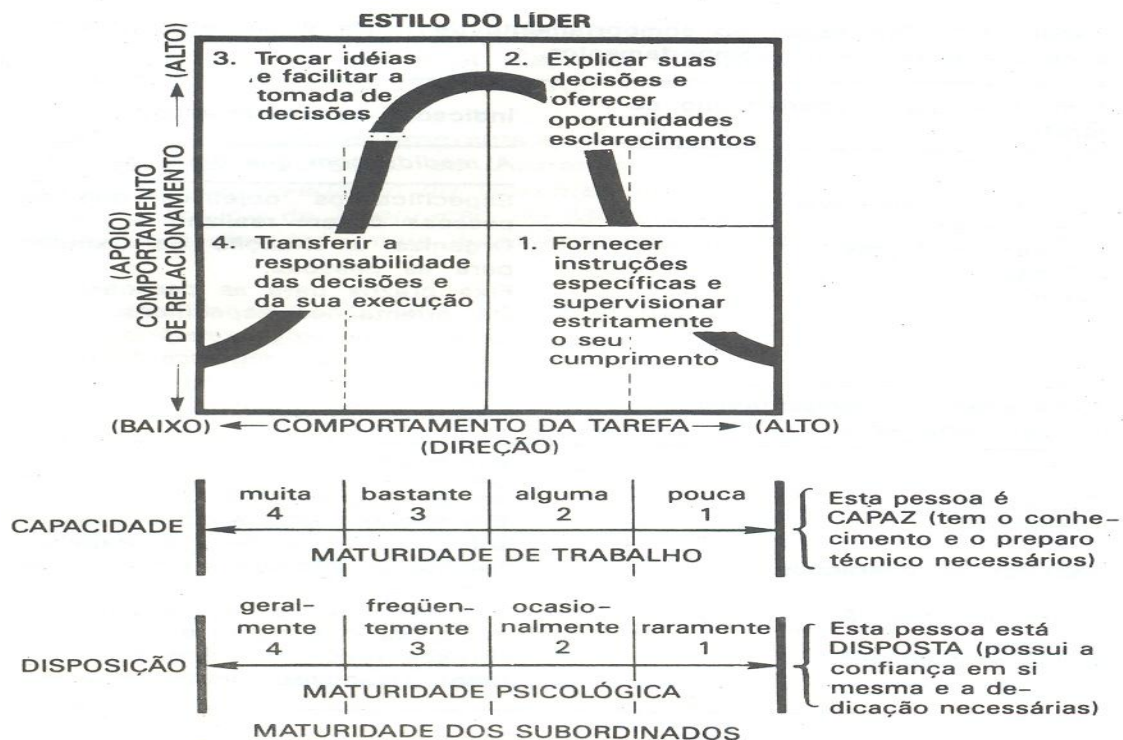 ESTILO DO LÍDER
(ALTO)
COMPORTAMENTO
DE RELACIONAMENTO
(APOIO)
3. Trocar idéias
e facilitar a
tomada de
decisões
2. Explicar suas
decisões e
oferecer
oportunidades
esclarecimentos
4. Transferir a
responsabilidade
das decisões e
da sua execução
1. Fornecer
instruções
específicas e
supervisionar
estritamente
o seu
cumprimento
(BAIXO) COMPORTAMENTO DA TAREFA (ALTO)
(DIREÇÃO)
CAPACIDADE
muita bastante alguma pouca
4 3 2 1
MATURIDADE DE TRABALHO
Esta pessoa é
CAPAZ (tem o conhe-
cimento e o preparo
técnico necessários)
DISPOSIÇÃO
geral- freqüen- ocasio-
mente temente nalmente raramente
4 3 2 1
MATURIDADE PSICOLÓGICA
Esta pessoa está
DISPOSTA (possui a
confiança em si
mesma e a de-
dicação necessárias)
MATURIDADE DOS SUBORDINADOS